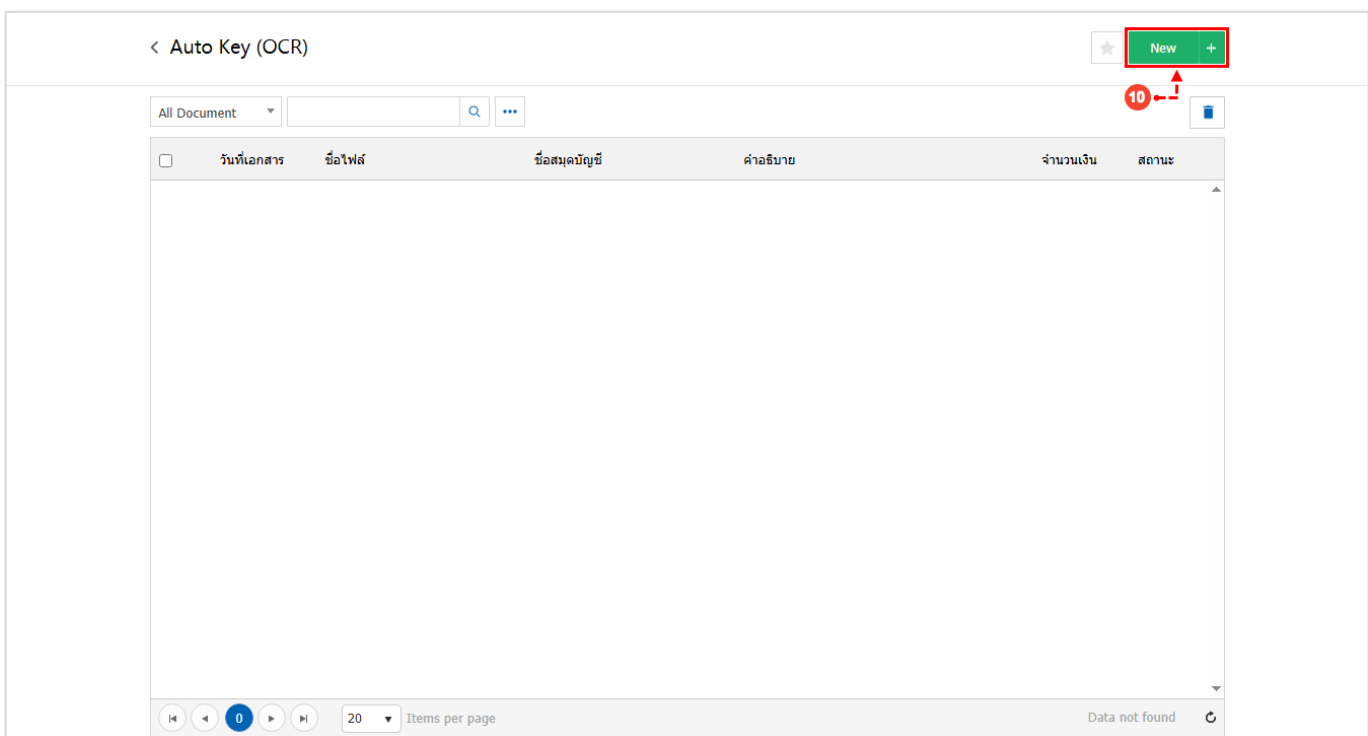 Auto Key (OCR)
New +
10
All Document
วันที่เอกสาร ชื่อไฟล์ ชื่อสมุดบัญชี คำอธิบาย จำนวนเงิน สถานะ
0 20 Items per page Data not found